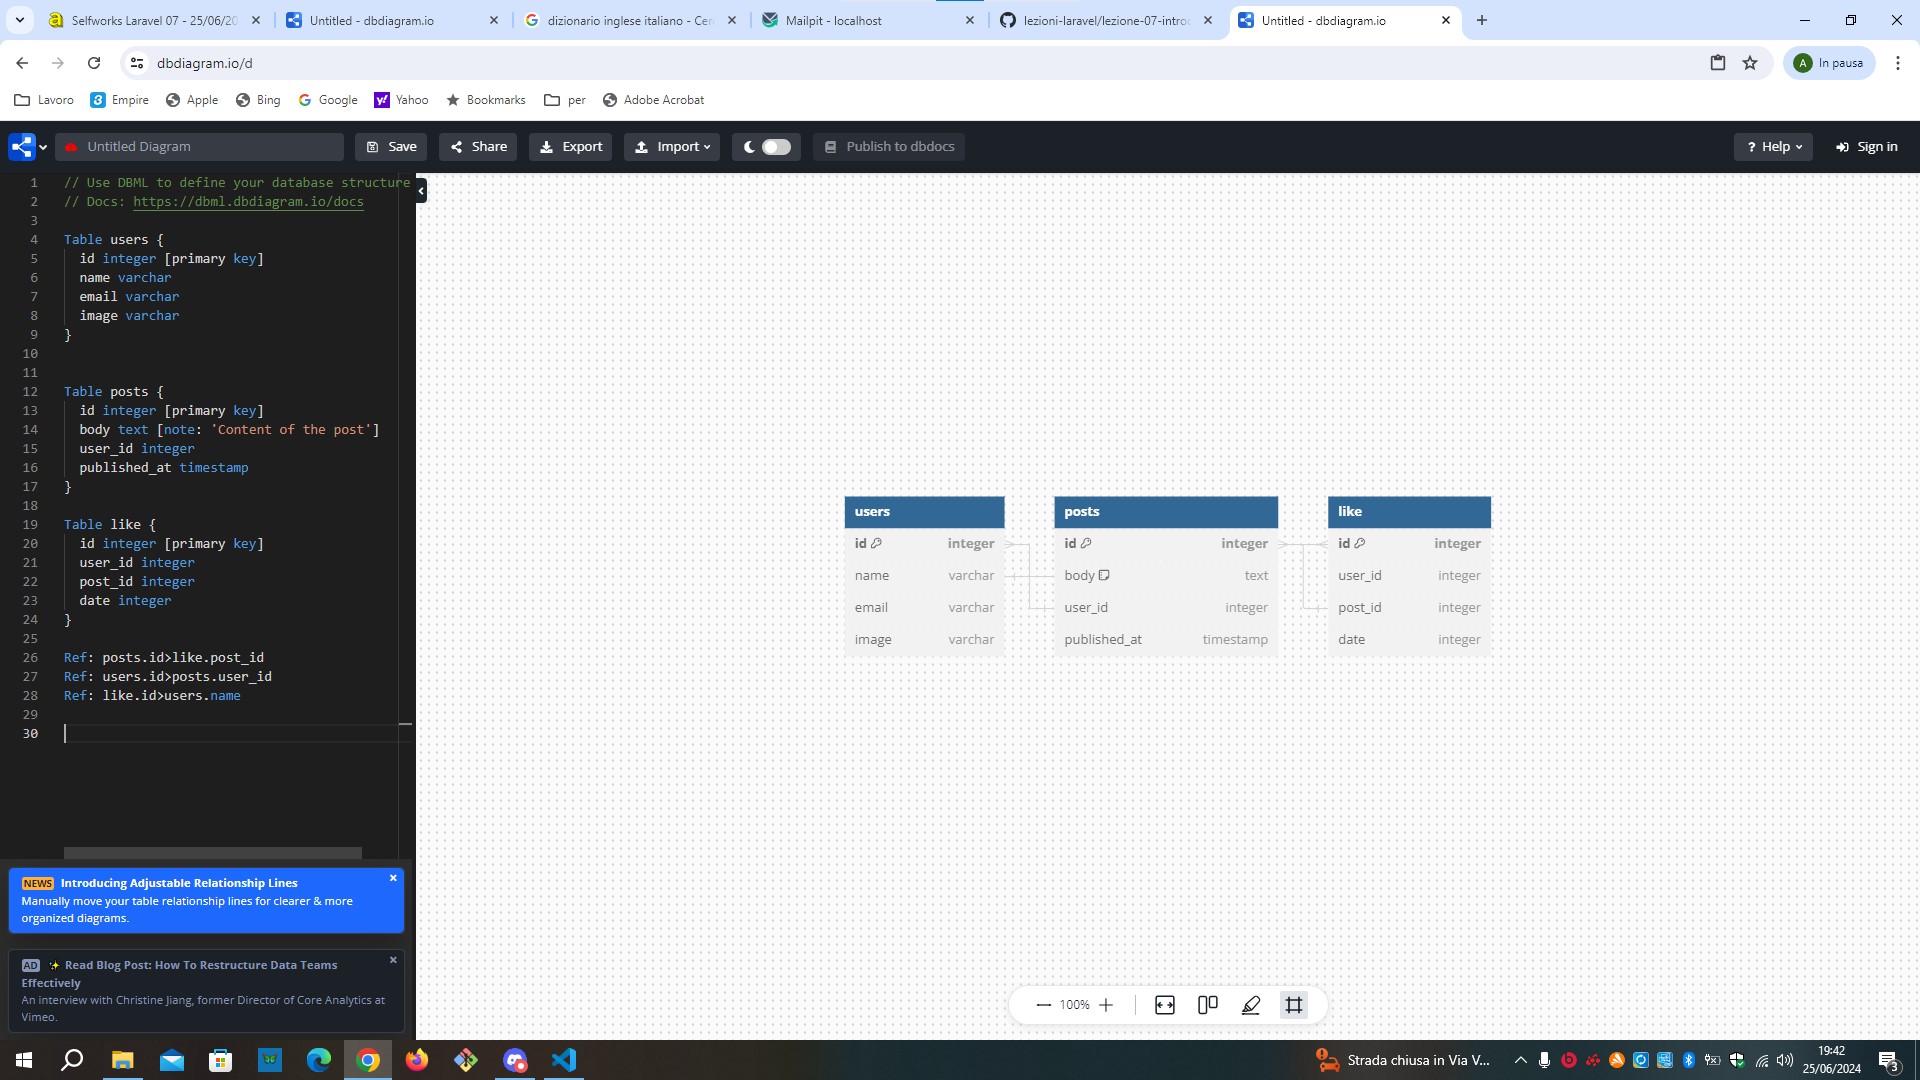 Selfworks Laravel 07 - 25/06/20
Untitled - dbdiagram.io
dizionario inglese italiano - Cer
Mailpit - localhost
lezioni-laravel/lezione-07-introd
Untitled - dbdiagram.io
dbdiagram.io/d
A In pausa
Lavoro
Empire
Apple
Bing
Google
Yahoo
Bookmarks
per
Adobe Acrobat
Untitled Diagram
Save
Share
Export
Import
Publish to dbdocs
? Help
Sign in
1 // Use DBML to define your database structure
2 // Docs: https://dbml.dbdiagram.io/docs
3
4 Table users {
5 id integer [primary key]
6 name varchar
7 email varchar
8 image varchar
9 }
10
11
12 Table posts {
13 id integer [primary key]
14 body text [note: 'Content of the post']
15 user_id integer
16 published_at timestamp
17 }
18
19 Table like {
20 id integer [primary key]
21 user_id integer
22 post_id integer
23 date integer
24 }
25
26 Ref: posts.id>like.post_id
27 Ref: users.id>posts.user_id
28 Ref: like.id>users.name
29
30
users
id integer
name varchar
email varchar
image varchar
posts
id integer
body text
user_id integer
published_at timestamp
like
id integer
user_id integer
post_id integer
date integer
NEWS Introducing Adjustable Relationship Lines
Manually move your table relationship lines for clearer & more
organized diagrams.
AD ✨ Read Blog Post: How To Restructure Data Teams
Effectively
An interview with Christine Jiang, former Director of Core Analytics at
Vimeo.
100%
Strada chiusa in Via V...
19:42
25/06/2024
3